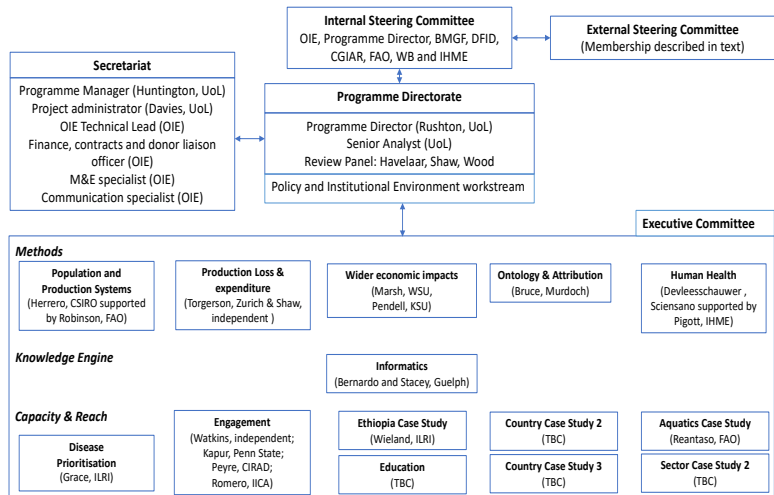 Internal Steering Committee
OIE, Programme Director, BMGF, DFID,
CGIAR, FAO, WB and IHME
External Steering Committee
(Membership described in text)
Secretariat
Programme Manager (Huntington, UoL)
Project administrator (Davies, UoL)
OIE Technical Lead (OIE)
Finance, contracts and donor liaison
officer (OIE)
M&E specialist (OIE)
Communication specialist (OIE)
Programme Directorate
Programme Director (Rushton, UoL)
Senior Analyst (UoL)
Review Panel: Havelaar, Shaw, Wood
Policy and Institutional Environment workstream
Executive Committee
Methods
Population and
Production Systems
(Herrero, CSIRO supported
by Robinson, FAO)
Production Loss &
expenditure
(Torgerson, Zurich & Shaw,
independent )
Wider economic impacts
(Marsh, WSU,
Pendell, KSU)
Ontology & Attribution
(Bruce, Murdoch)
Human Health
(Devleesschauwer ,
Sciensano supported by
Pigott, IHME)
Knowledge Engine
Informatics
(Bernardo and Stacey, Guelph)
Capacity & Reach
Disease
Prioritisation
(Grace, ILRI)
Engagement
(Watkins, independent;
Kapur, Penn State;
Peyre, CIRAD;
Romero, IICA)
Ethiopia Case Study
(Wieland, ILRI)
Education
(TBC)
Country Case Study 2
(TBC)
Country Case Study 3
(TBC)
Aquatics Case Study
(Reantaso, FAO)
Sector Case Study 2
(TBC)